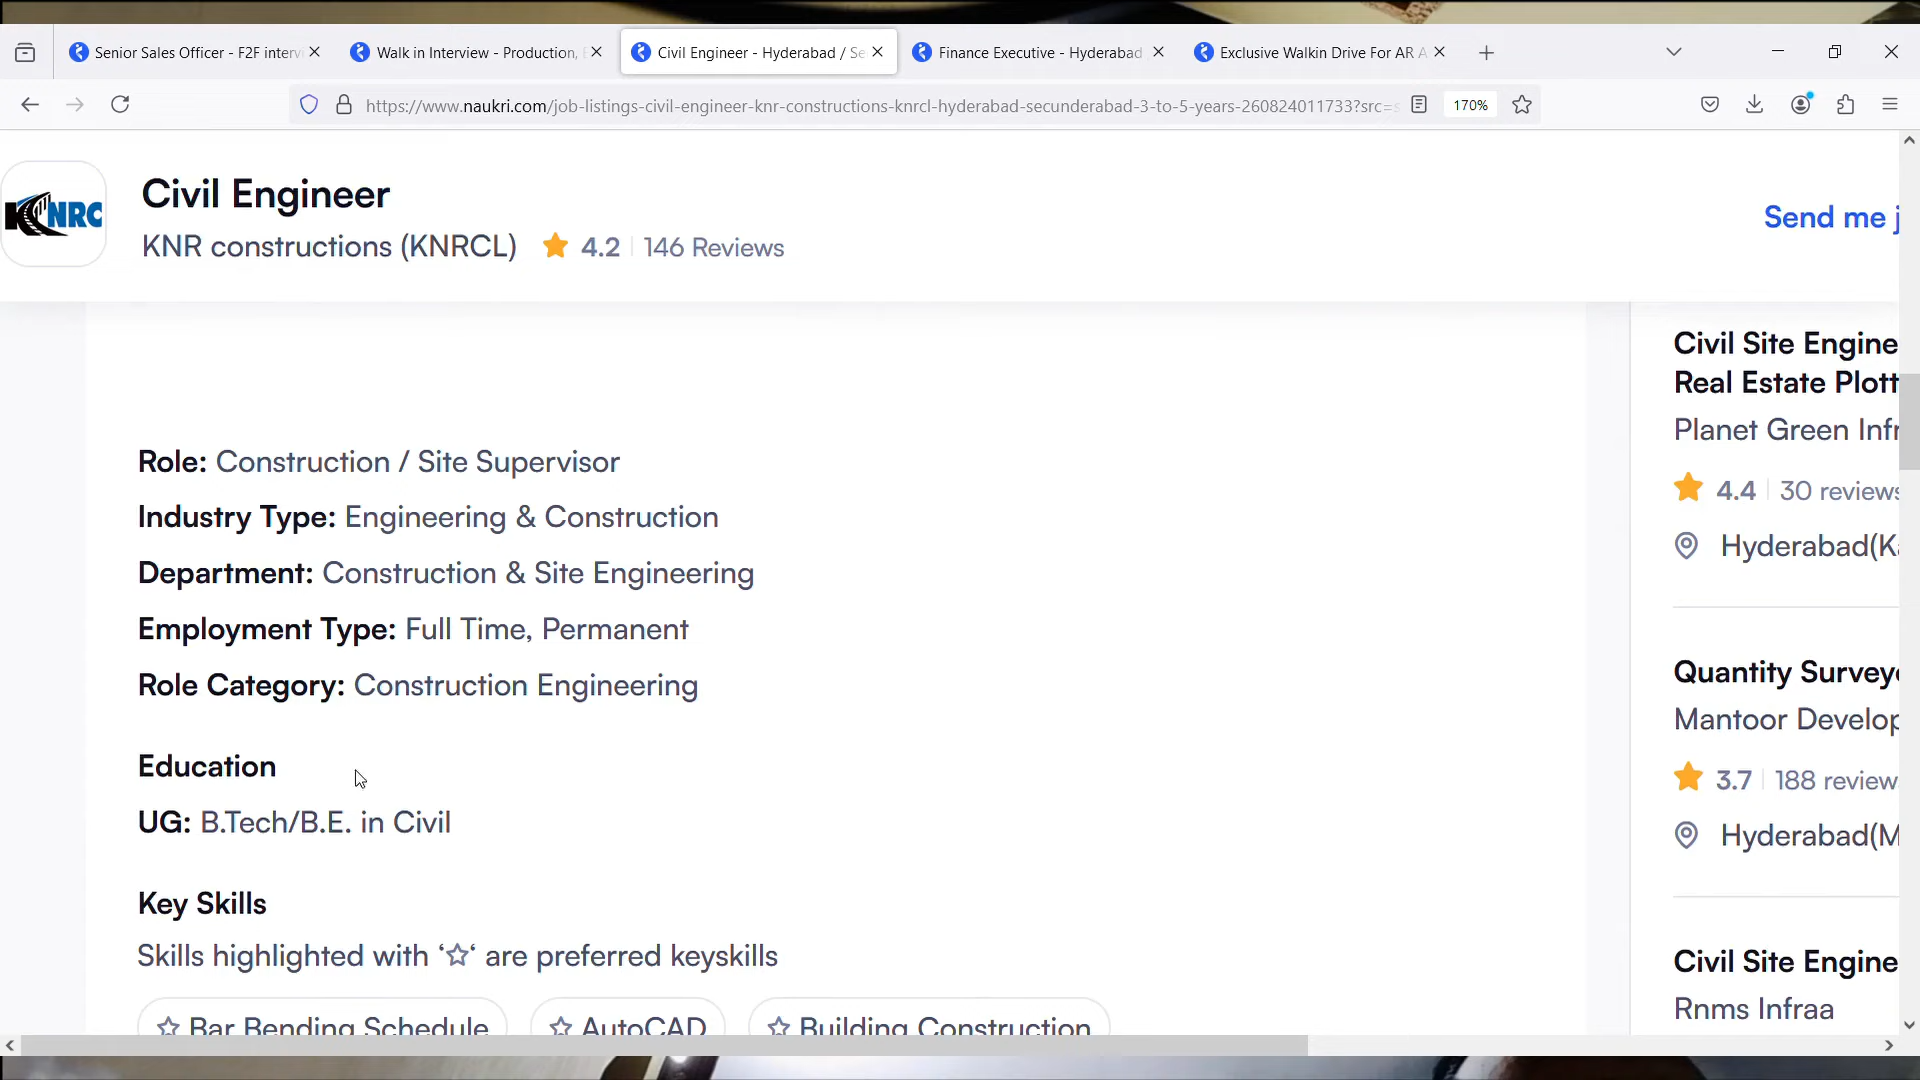 Senior Sales Officer - F2F interv
Walk in Interview - Production,
Civil Engineer - Hyderabad / Se
Finance Executive - Hyderabad
Exclusive Walkin Drive For AR A
https://www.naukri.com/job-listings-civil-engineer-knr-constructions-knrcl-hyderabad-secunderabad-3-to-5-years-260824011733?src=s
170%
KNRC
Civil Engineer
KNR constructions (KNRCL) 4.2 146 Reviews
Send me j
Role: Construction / Site Supervisor
Industry Type: Engineering & Construction
Department: Construction & Site Engineering
Employment Type: Full Time, Permanent
Role Category: Construction Engineering
Education
UG: B.Tech/B.E. in Civil
Key Skills
Skills highlighted with ‘☆‘ are preferred keyskills
☆ Bar Bending Schedule ☆ AutoCAD ☆ Building Construction
Civil Site Engine
Real Estate Plott
Planet Green Infr
4.4 30 reviews
Hyderabad(Ka
Quantity Surveyo
Mantoor Develop
3.7 188 review
Hyderabad(M
Civil Site Engine
Rnms Infraa